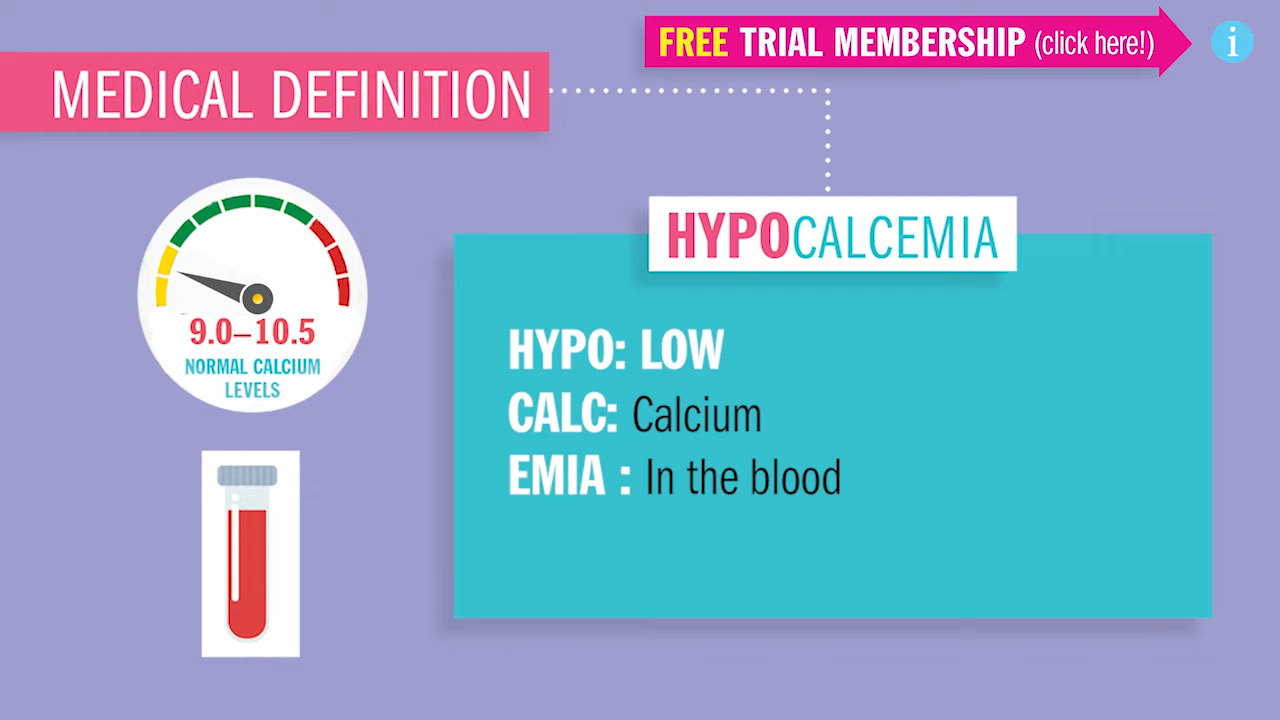 FREE TRIAL MEMBERSHIP (click here!)
i
MEDICAL DEFINITION
HYPOCALCEMIA
9.0–10.5
NORMAL CALCIUM
LEVELS
HYPO: LOW
CALC: Calcium
EMIA : In the blood